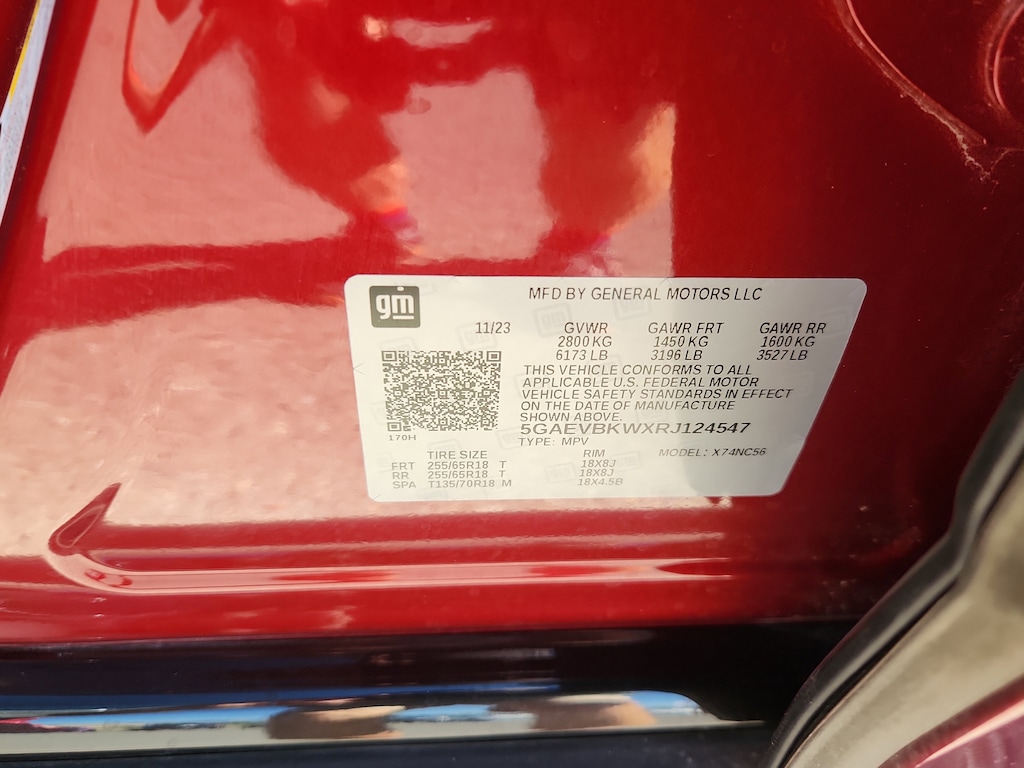 gm
MFD BY GENERAL MOTORS LLC
11/23 GVWR GAWR FRT GAWR RR
2800 KG 1450 KG 1600 KG
6173 LB 3196 LB 3527 LB
THIS VEHICLE CONFORMS TO ALL
APPLICABLE U.S. FEDERAL MOTOR
VEHICLE SAFETY STANDARDS IN EFFECT
ON THE DATE OF MANUFACTURE
SHOWN ABOVE.
5GAEVBKWXRJ124547
170H
TYPE: MPV
TIRE SIZE RIM MODEL: X74NC56
FRT 255/65R18 T 18X8J
RR 255/65R18 T 18X8J
SPA T135/70R18 M 18X4.5B